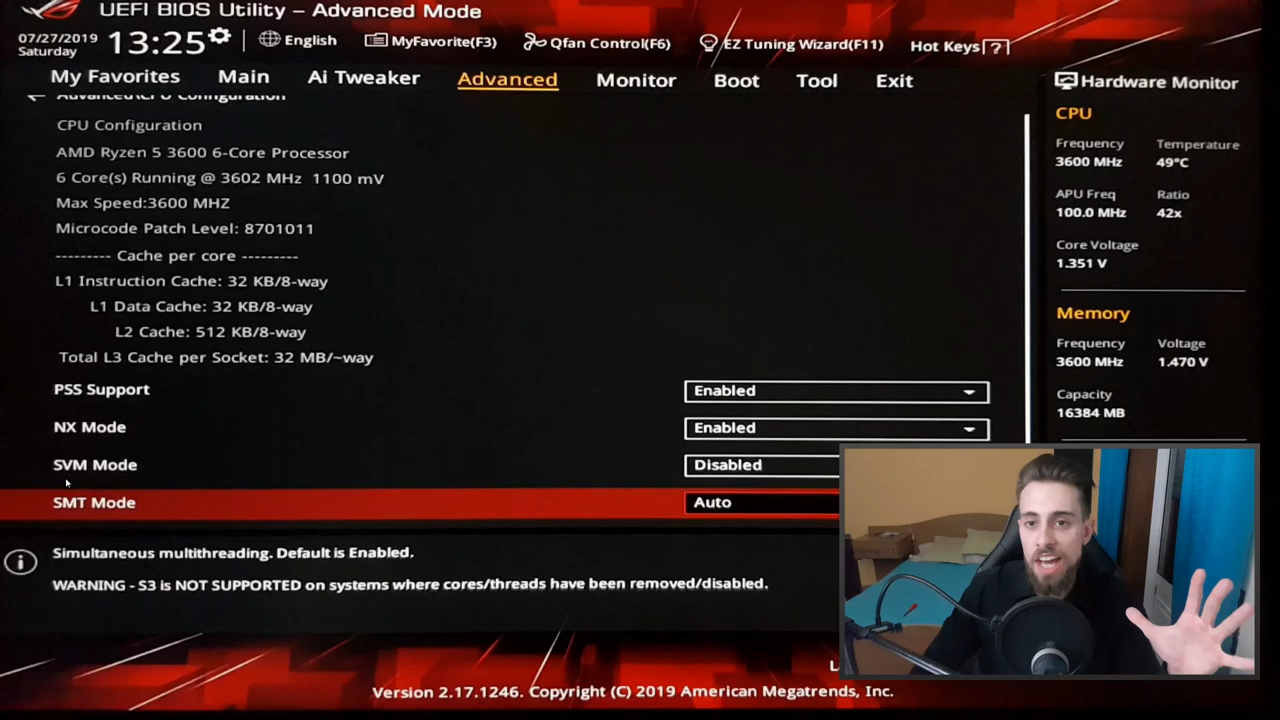 UEFI BIOS Utility – Advanced Mode
07/27/2019
Saturday
13:25
English
MyFavorite(F3)
Qfan Control(F6)
EZ Tuning Wizard(F11)
Hot Keys
?
My Favorites
Main
Ai Tweaker
Advanced
Monitor
Boot
Tool
Exit
Hardware Monitor
Advanced\CPU Configuration
CPU Configuration
AMD Ryzen 5 3600 6-Core Processor
6 Core(s) Running @ 3602 MHz 1100 mV
Max Speed:3600 MHZ
Microcode Patch Level: 8701011
--------- Cache per core ---------
L1 Instruction Cache: 32 KB/8-way
L1 Data Cache: 32 KB/8-way
L2 Cache: 512 KB/8-way
Total L3 Cache per Socket: 32 MB/~way
PSS Support
Enabled
NX Mode
Enabled
SVM Mode
Disabled
SMT Mode
Auto
CPU
Frequency
Temperature
3600 MHz
49°C
APU Freq
Ratio
100.0 MHz
42x
Core Voltage
1.351 V
Memory
Frequency
Voltage
3600 MHz
1.470 V
Capacity
16384 MB
Simultaneous multithreading. Default is Enabled.
WARNING - S3 is NOT SUPPORTED on systems where cores/threads have been removed/disabled.
Version 2.17.1246. Copyright (C) 2019 American Megatrends, Inc.